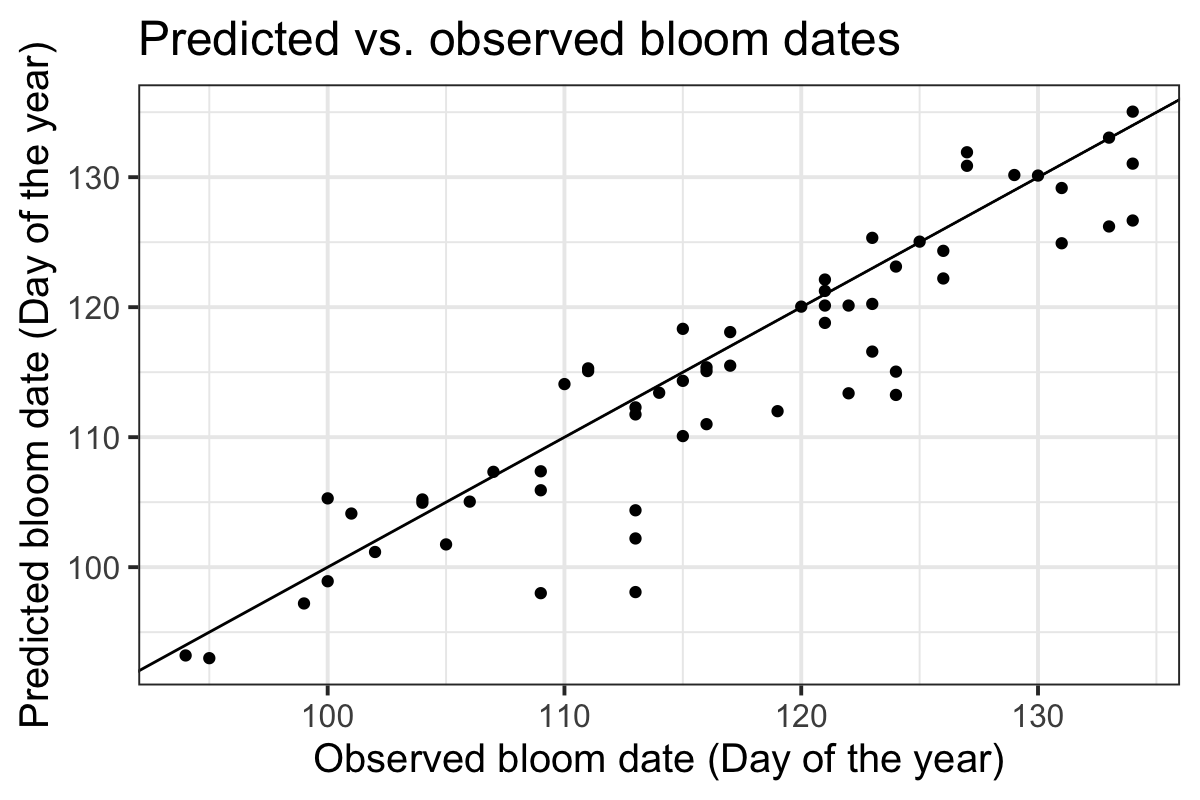 Predicted vs. observed bloom dates
Predicted bloom date (Day of the year)
130
120
110
100
100
110
120
130
Observed bloom date (Day of the year)